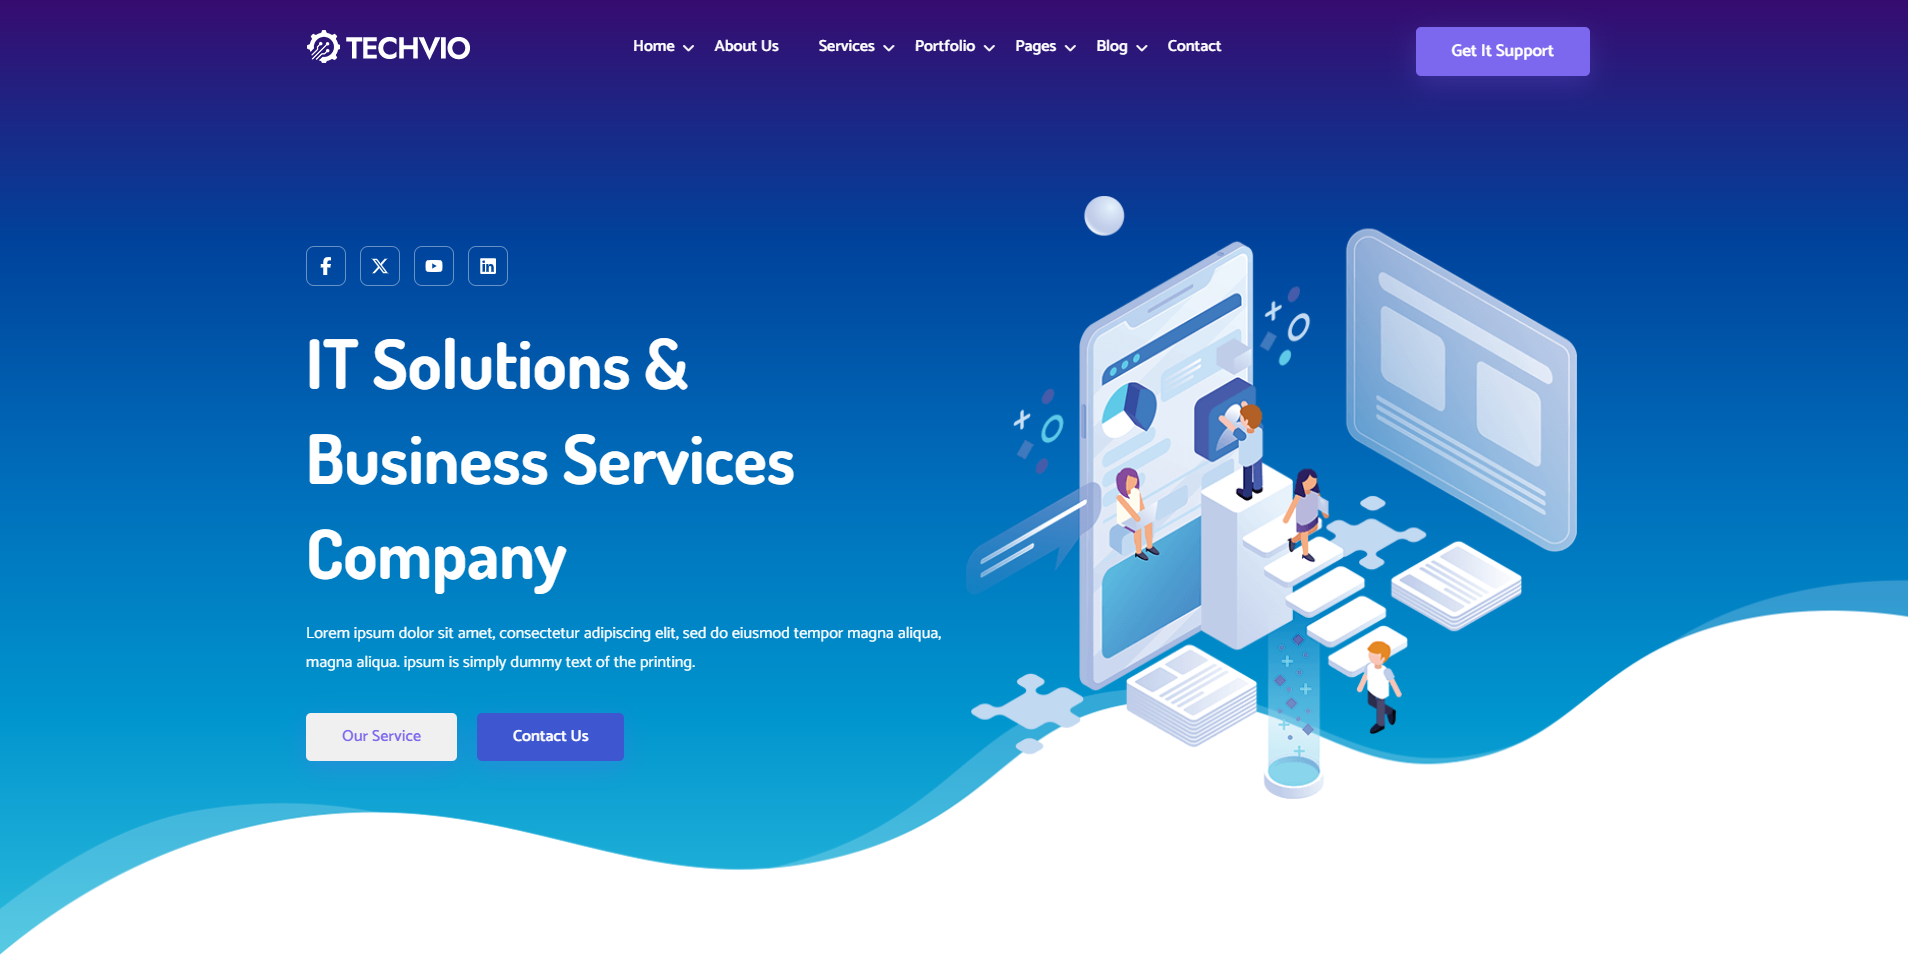 TECHVIO
Home
About Us
Services
Portfolio
Pages
Blog
Contact
Get It Support
IT Solutions &
Business Services
Company
Lorem ipsum dolor sit amet, consectetur adipiscing elit, sed do eiusmod tempor magna aliqua,
magna aliqua. ipsum is simply dummy text of the printing.
Our Service
Contact Us